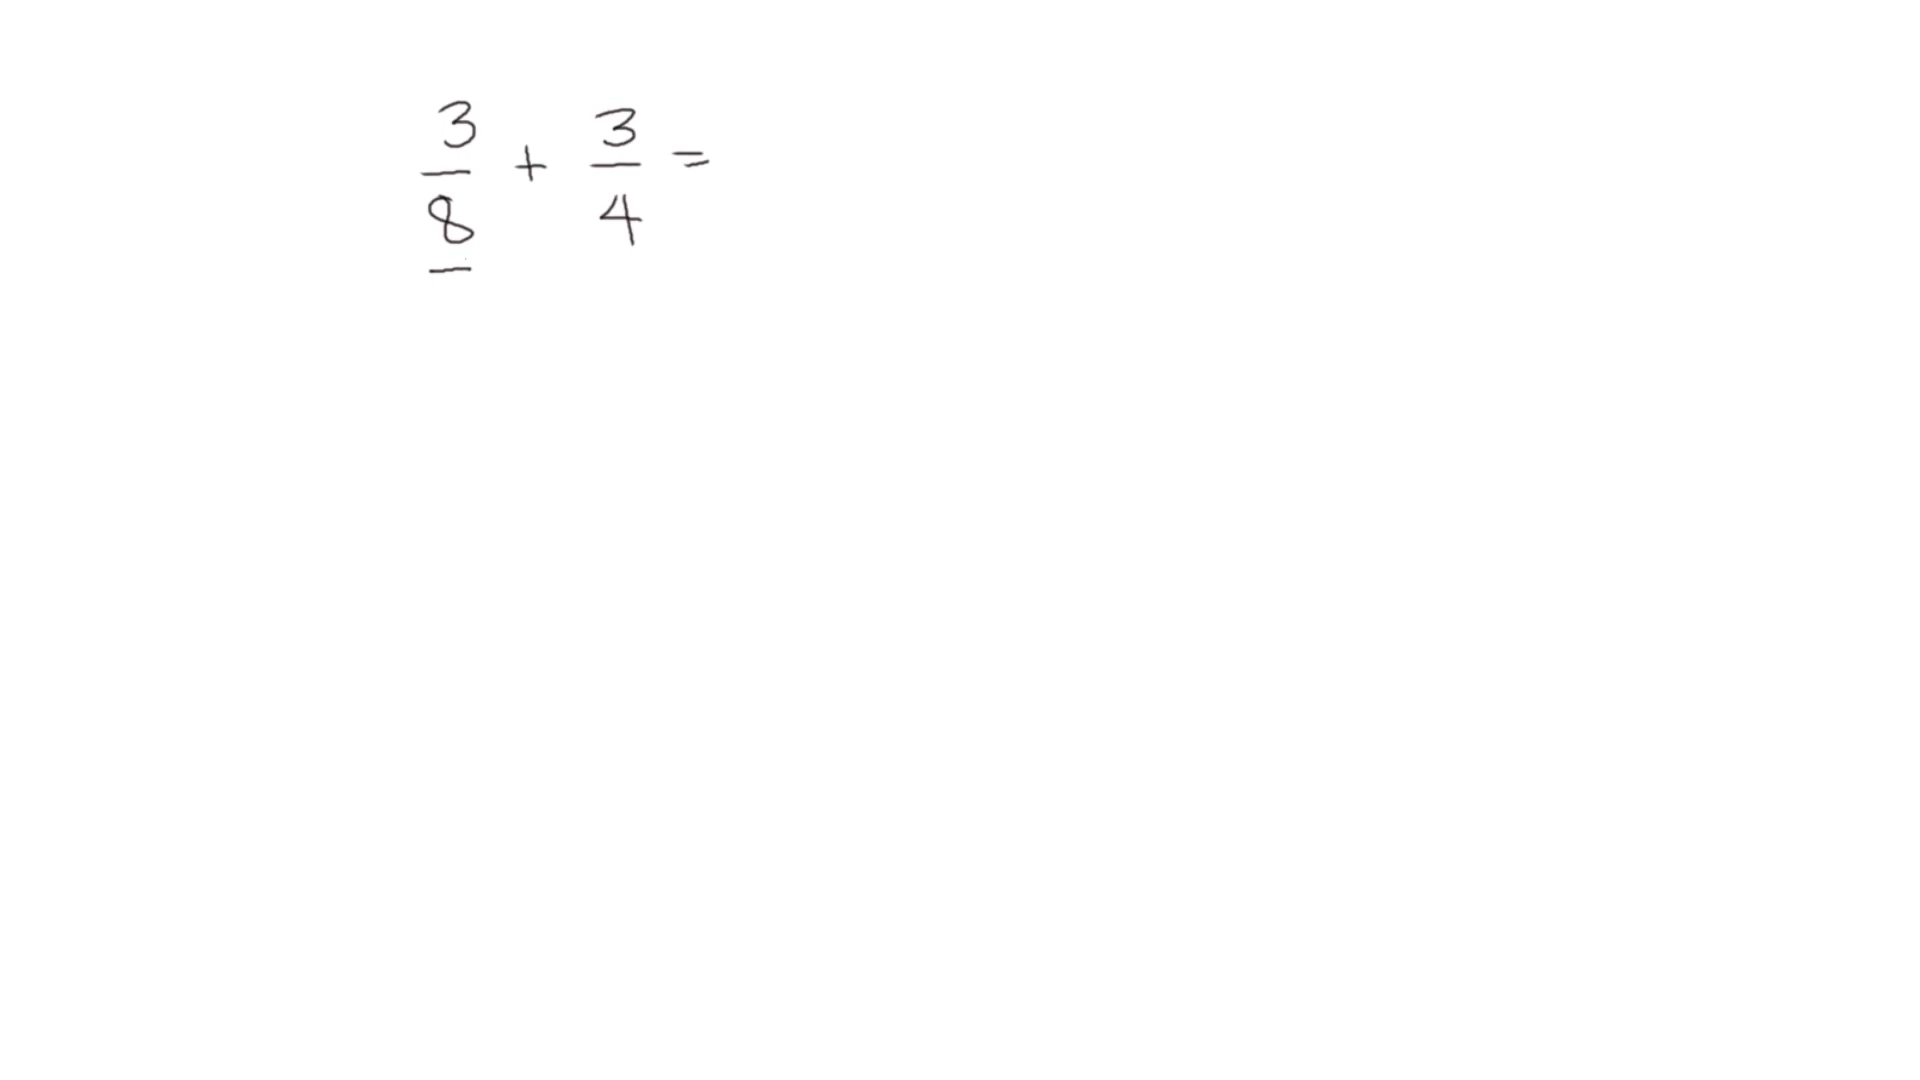 3/8 + 3/4 =